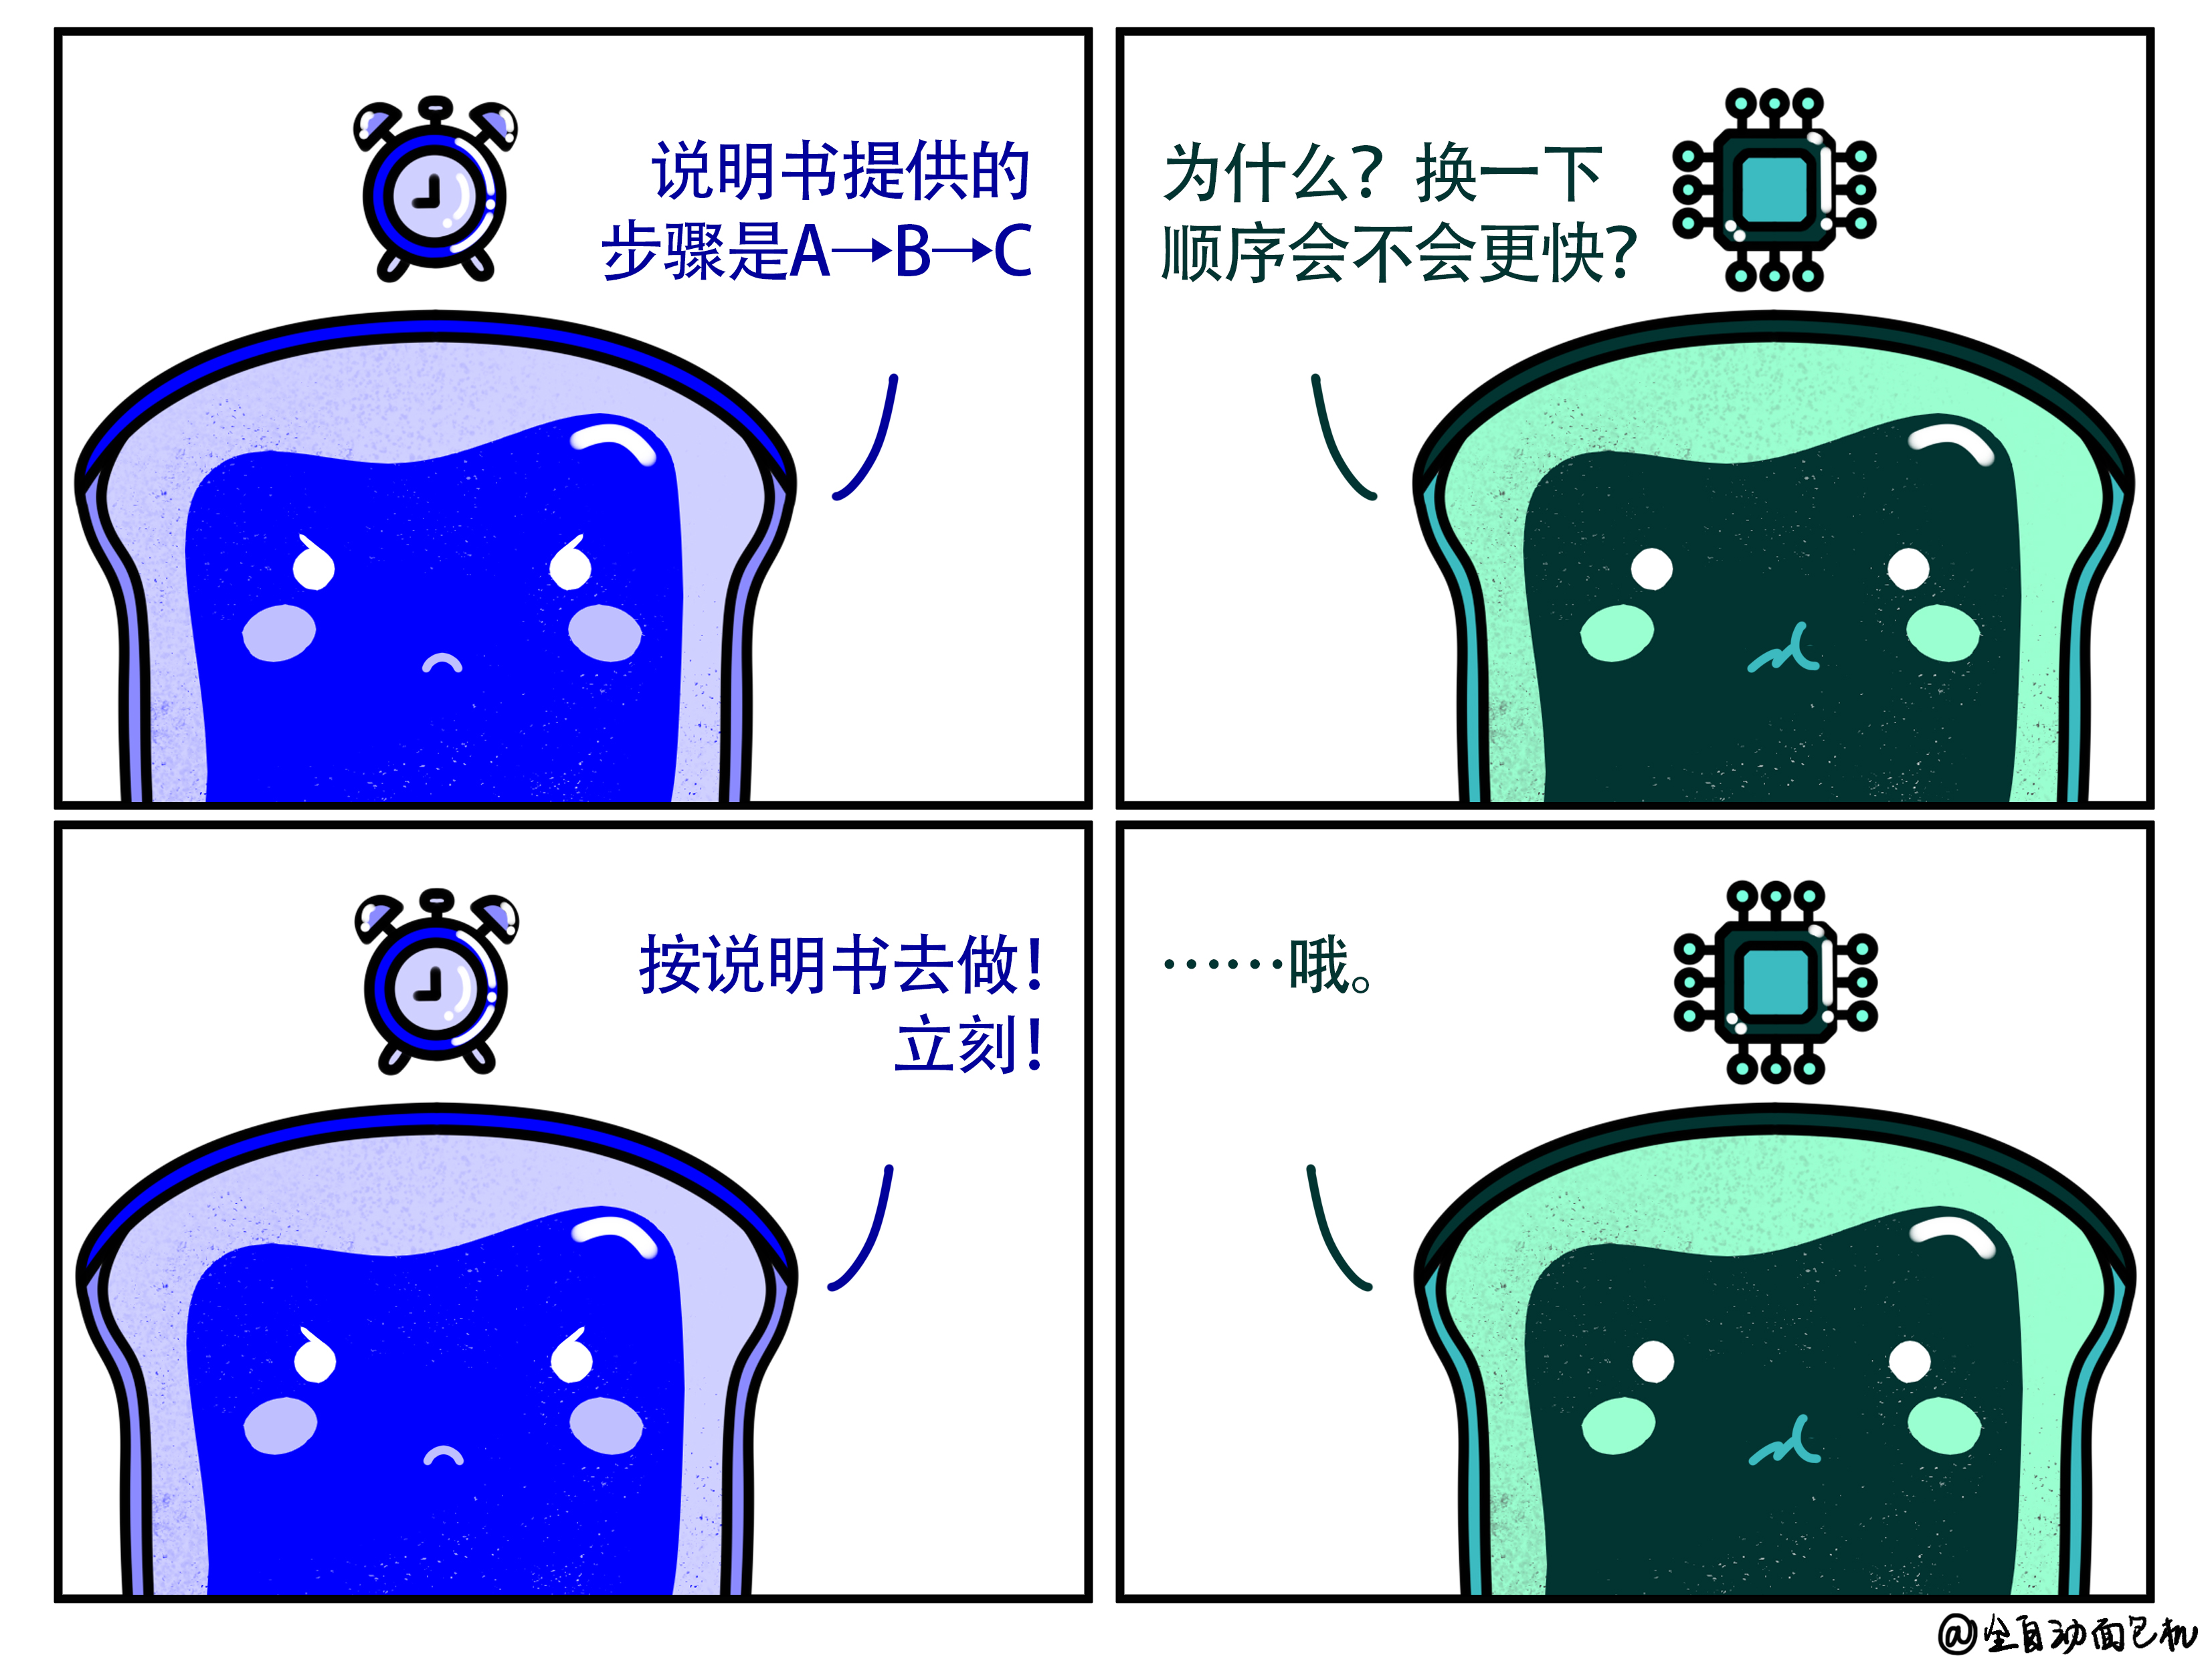 说明书提供的
步骤是A→B→C
为什么？换一下
顺序会不会更快？
按说明书去做！
立刻！
……哦。
@全自动面包机